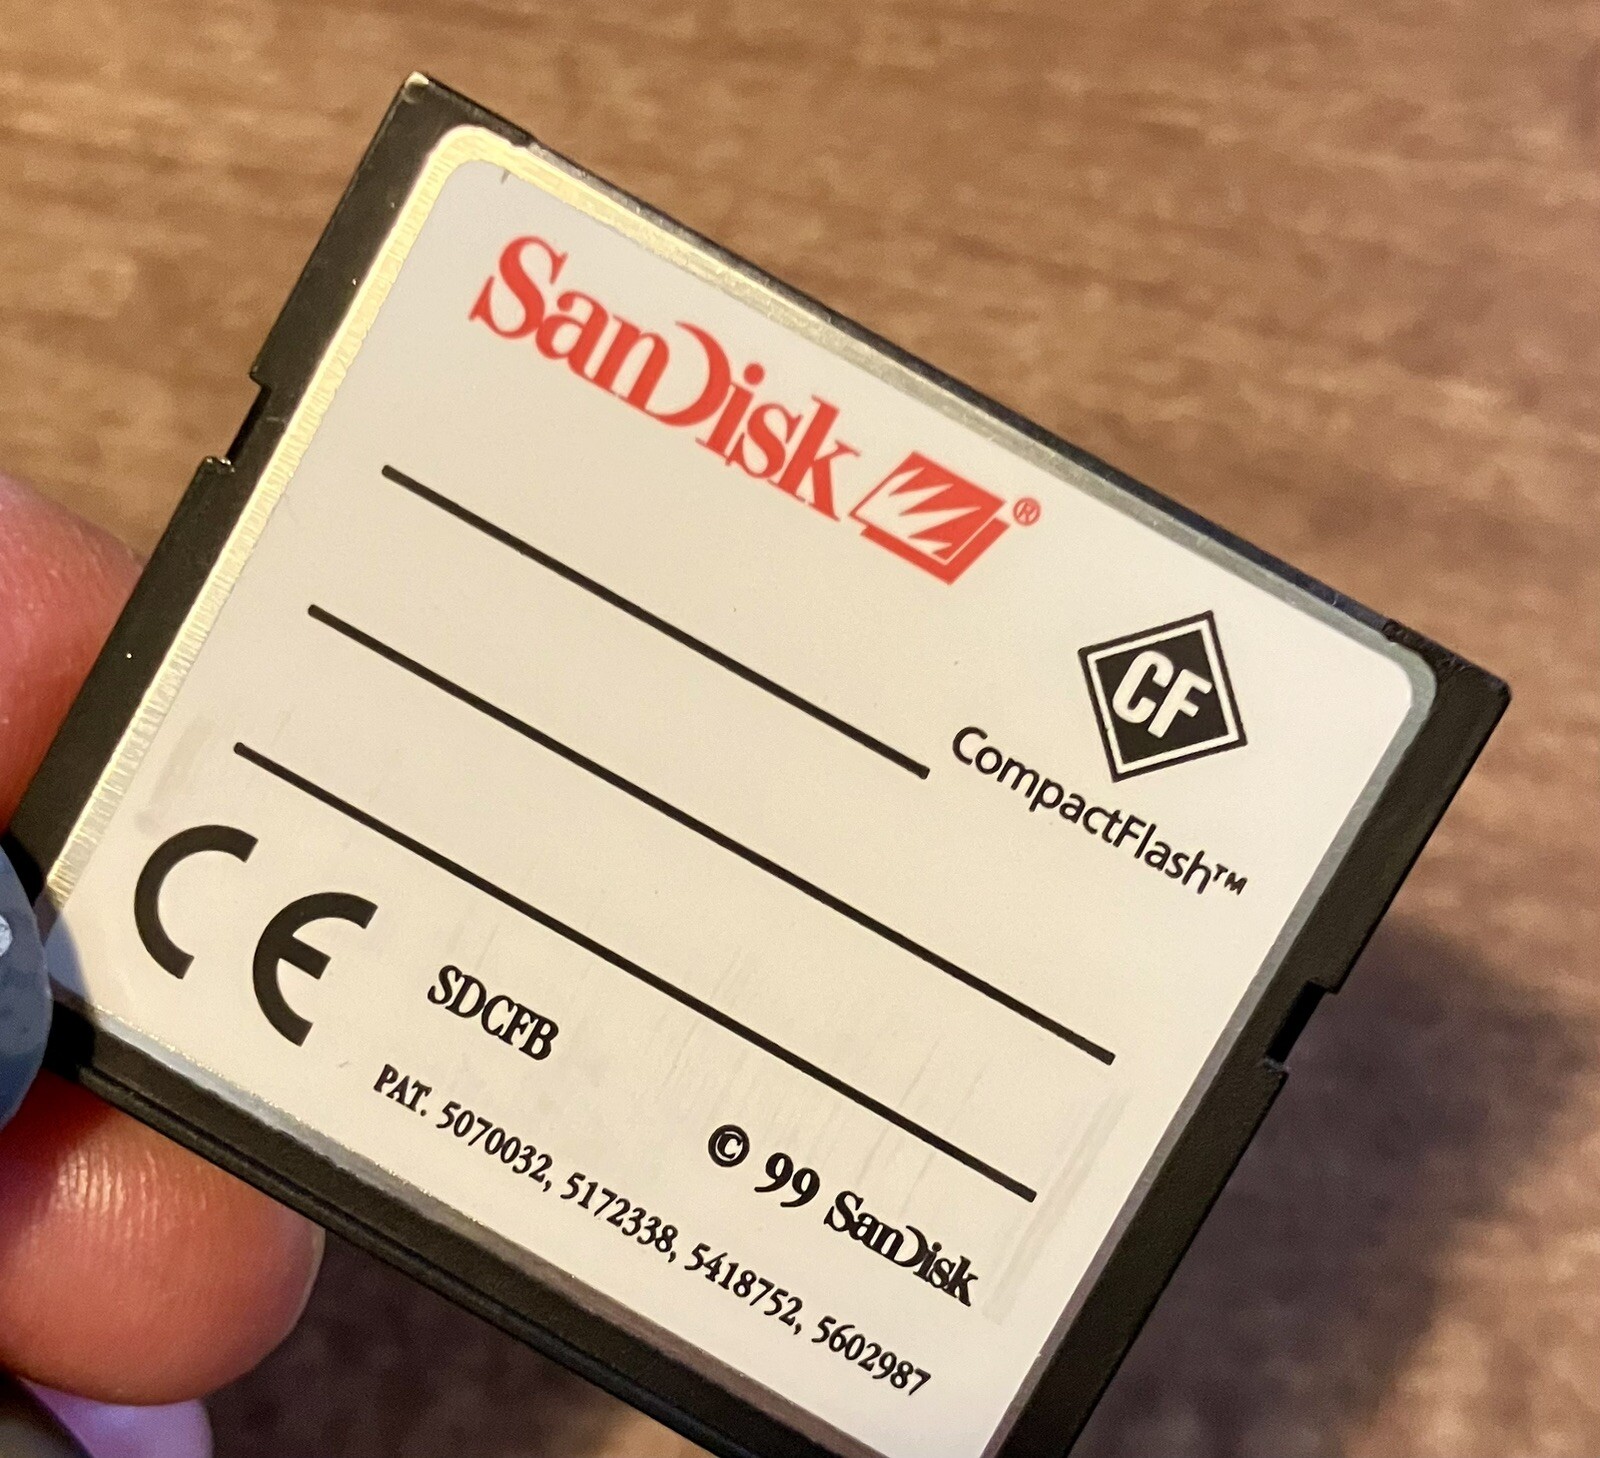 SanDisk®
CF
CompactFlash™
CE
SDCFB
© 99 SanDisk
PAT. 5070032, 5172338, 5418752, 5602987